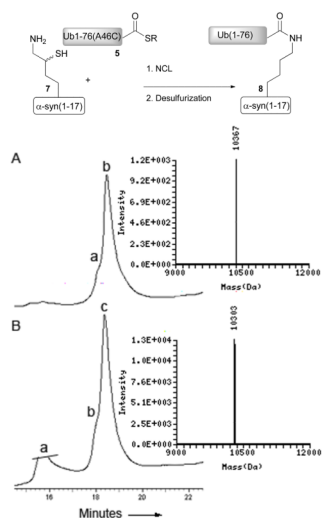 Ub1-76(A46C)
O
SR
5
NH2
SH
7
+
α-syn(1-17)
1. NCL
2. Desulfurization
Ub(1-76)
O
NH
8
α-syn(1-17)
A
a
b
10367
Intensity
1.2E+003
9.2E+002
6.9E+002
4.6E+002
2.3E+002
0.0E+000
9000
10500
12000
Mass(Da)
B
a
b
c
10303
Intensity
1.3E+004
1.0E+004
7.6E+003
5.1E+003
2.5E+003
0.0E+000
9000
10500
12000
Mass(Da)
16
18
20
22
Minutes